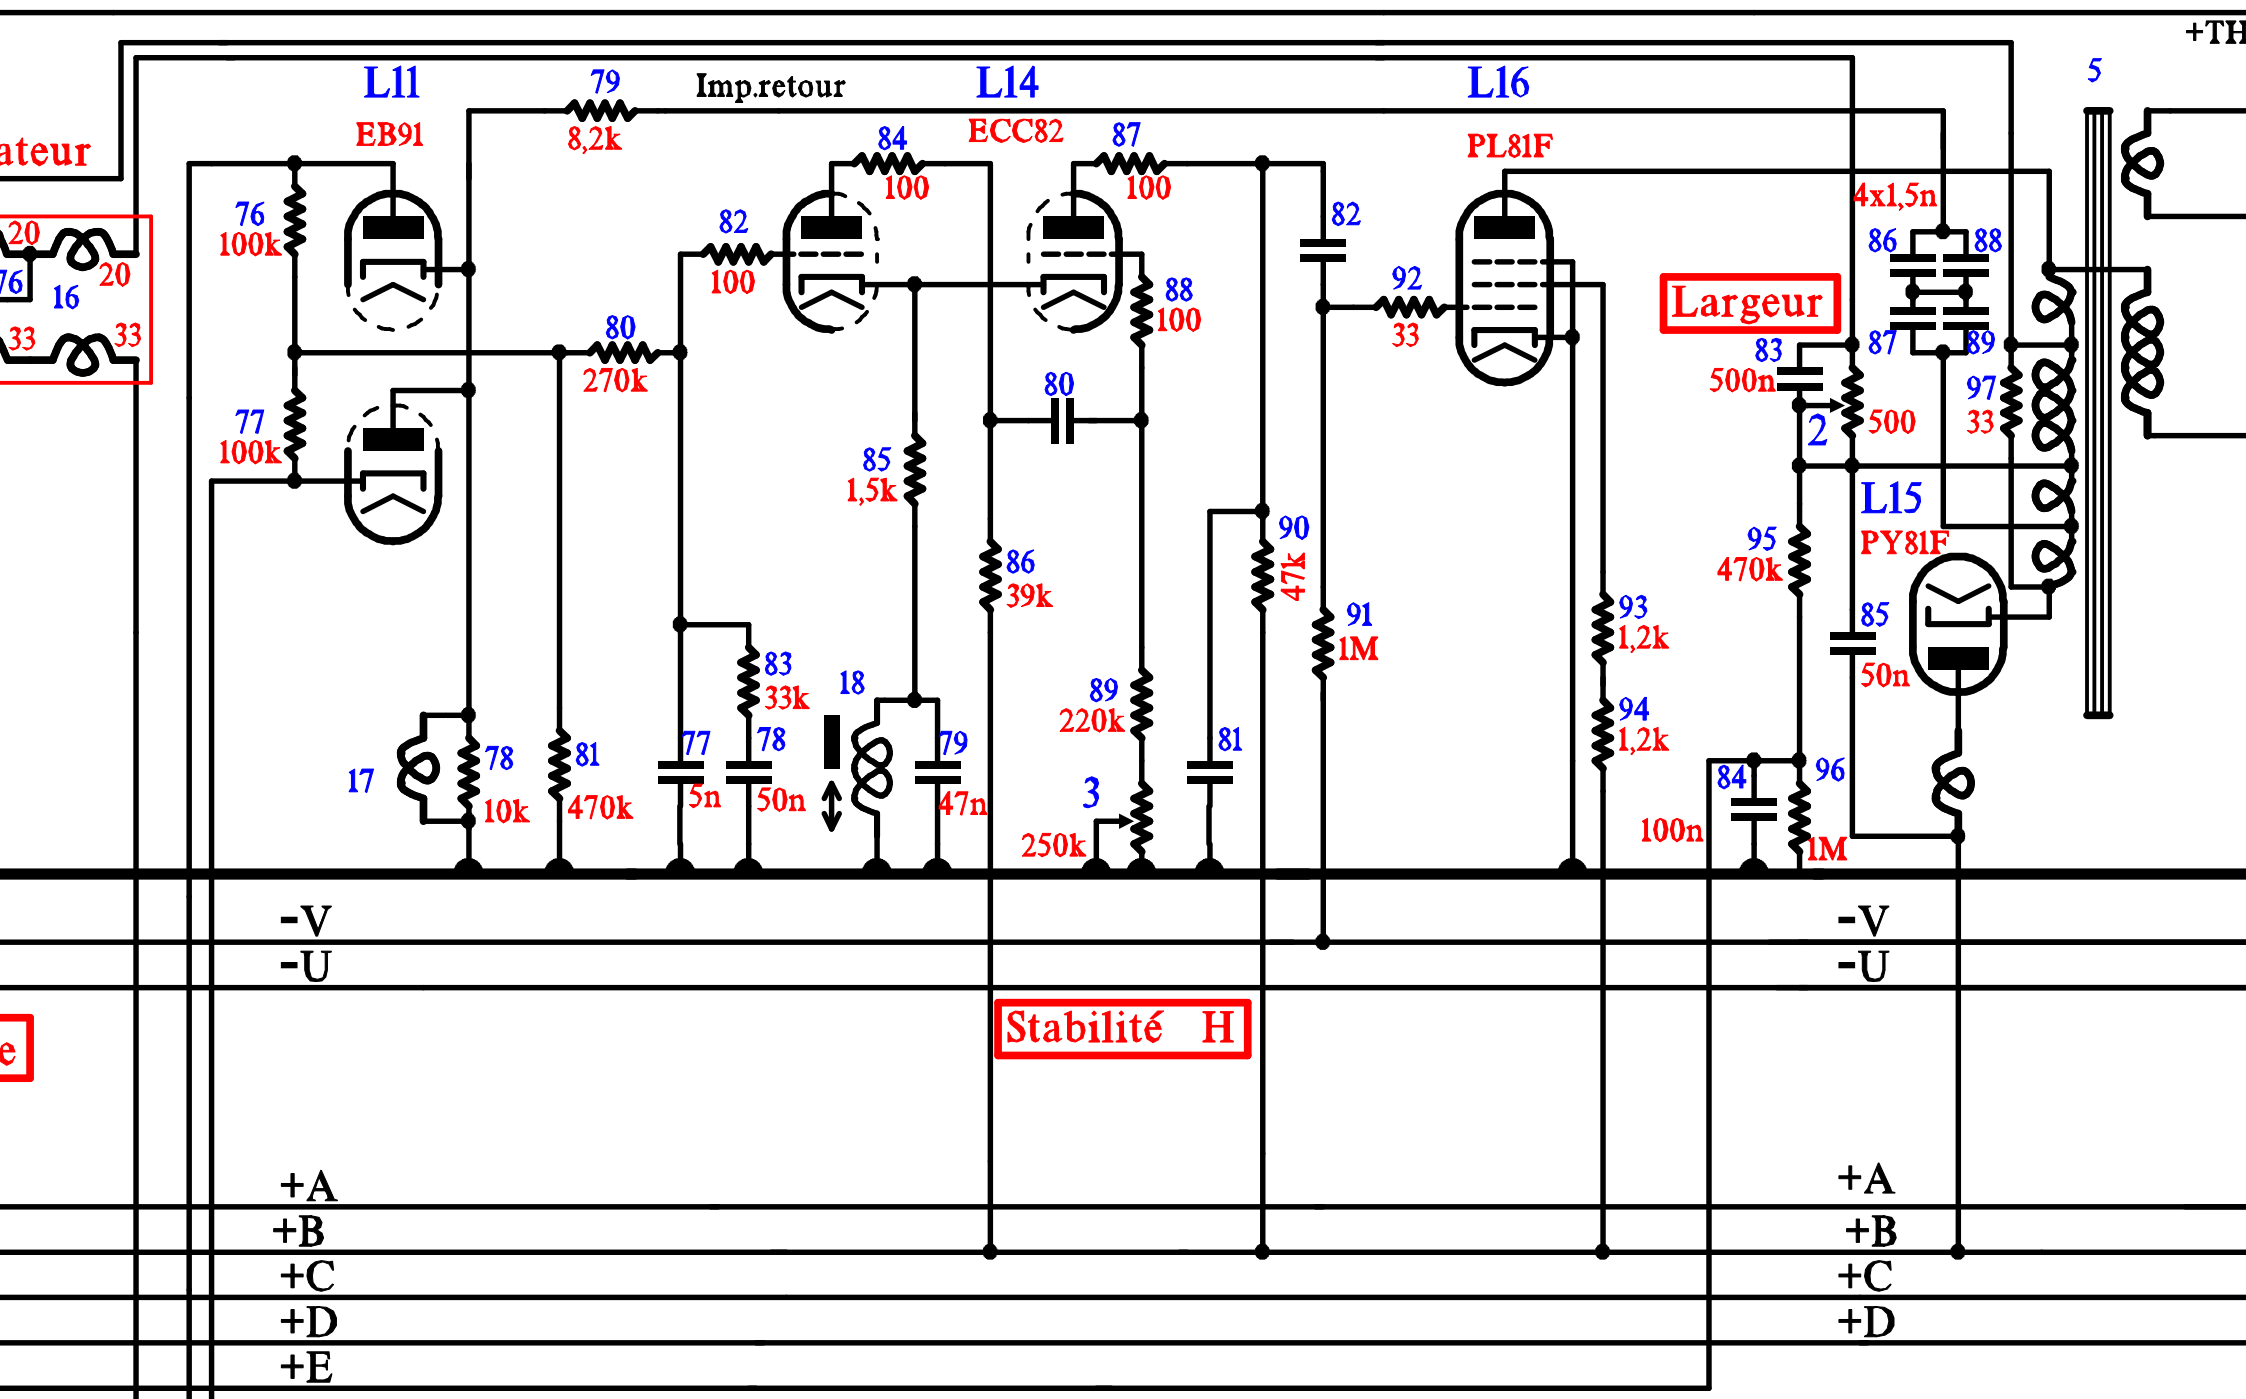 +TH
5
L11
79
Imp.retour
L14
L16
EB91
8,2k
84
ECC82
87
PL81F
ateur
100
100
4x1,5n
76
100k
82
100
82
86
88
20
20
76
16
33
33
92
33
88
100
Largeur
80
270k
87
89
83
500n
2
500
97
33
80
77
100k
85
1,5k
L15
PY81F
86
39k
90
47k
95
470k
91
1M
93
1,2k
85
50n
83
33k
18
89
220k
94
1,2k
17
78
10k
81
470k
77
5n
78
50n
79
47n
3
250k
81
84
100n
96
1M
-V
-V
-U
-U
Stabilité H
e
+A
+A
+B
+B
+C
+C
+D
+D
+E